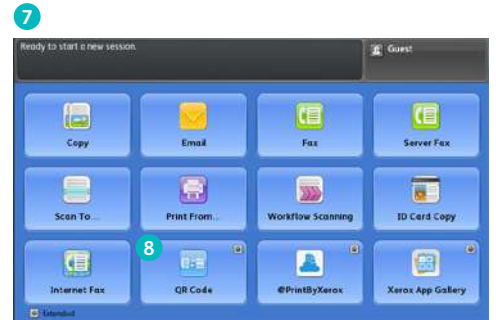 7
Ready to start a new session.
Guest
Copy
Email
Fax
Server Fax
Scan To...
Print From...
Workflow Scanning
ID Card Copy
8
Internet Fax
QR Code
@PrintByXerox
Xerox App Gallery
Extended